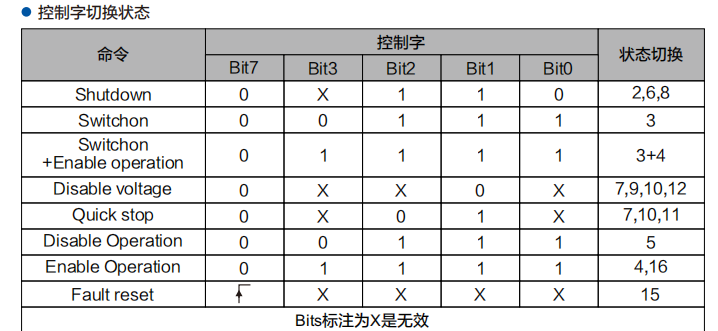 ● 控制字切换状态
命令 控制字 状态切换
Bit7 Bit3 Bit2 Bit1 Bit0
Shutdown 0 X 1 1 0 2,6,8
Switchon 0 0 1 1 1 3
Switchon
+Enable operation 0 1 1 1 1 3+4
Disable voltage 0 X X 0 X 7,9,10,12
Quick stop 0 X 0 1 X 7,10,11
Disable Operation 0 0 1 1 1 5
Enable Operation 0 1 1 1 1 4,16
Fault reset X X X X 15
Bits标注为X是无效